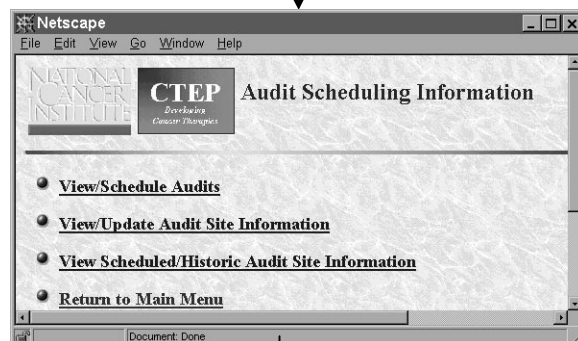 Netscape
File Edit View Go Window Help
NATIONAL
CANCER
INSTITUTE
CTEP
Developing
Cancer Therapies
Audit Scheduling Information
View/Schedule Audits
View/Update Audit Site Information
View Scheduled/Historic Audit Site Information
Return to Main Menu
Document: Done